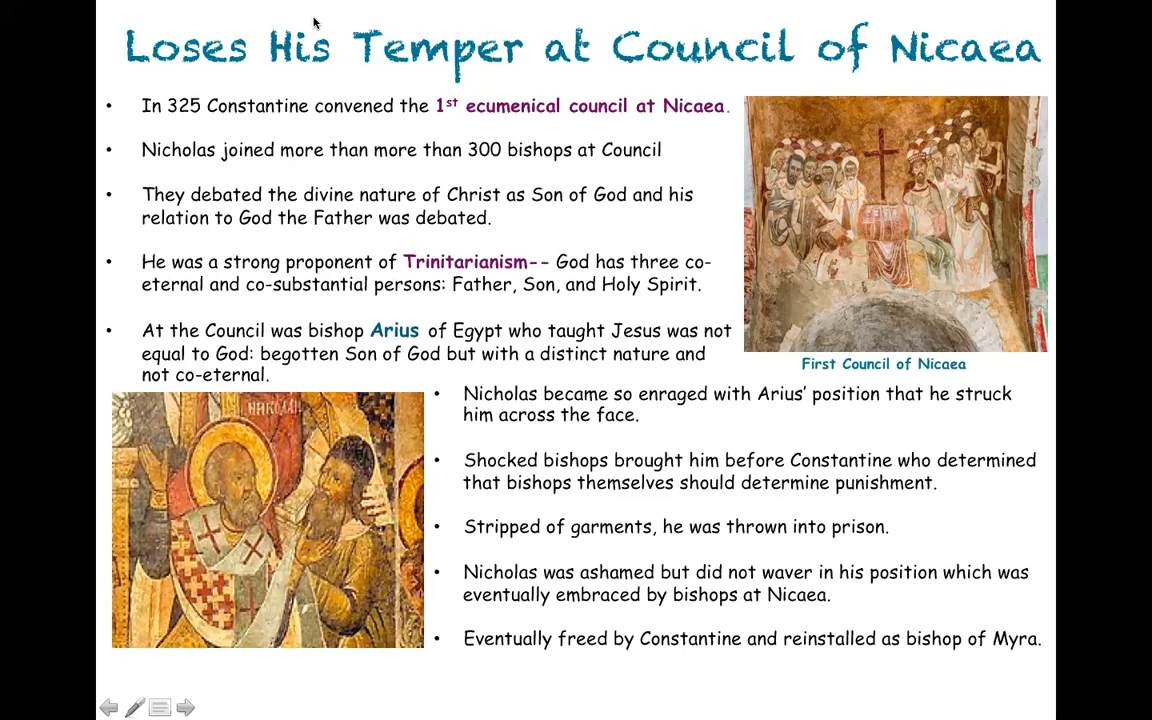 Loses His Temper at Council of Nicaea
• In 325 Constantine convened the 1st ecumenical council at Nicaea.
• Nicholas joined more than more than 300 bishops at Council
• They debated the divine nature of Christ as Son of God and his
relation to God the Father was debated.
• He was a strong proponent of Trinitarianism-- God has three co-
eternal and co-substantial persons: Father, Son, and Holy Spirit.
• At the Council was bishop Arius of Egypt who taught Jesus was not
equal to God: begotten Son of God but with a distinct nature and
not co-eternal.
First Council of Nicaea
НИКОЛАЙ
• Nicholas became so enraged with Arius' position that he struck
him across the face.
• Shocked bishops brought him before Constantine who determined
that bishops themselves should determine punishment.
• Stripped of garments, he was thrown into prison.
• Nicholas was ashamed but did not waver in his position which was
eventually embraced by bishops at Nicaea.
• Eventually freed by Constantine and reinstalled as bishop of Myra.